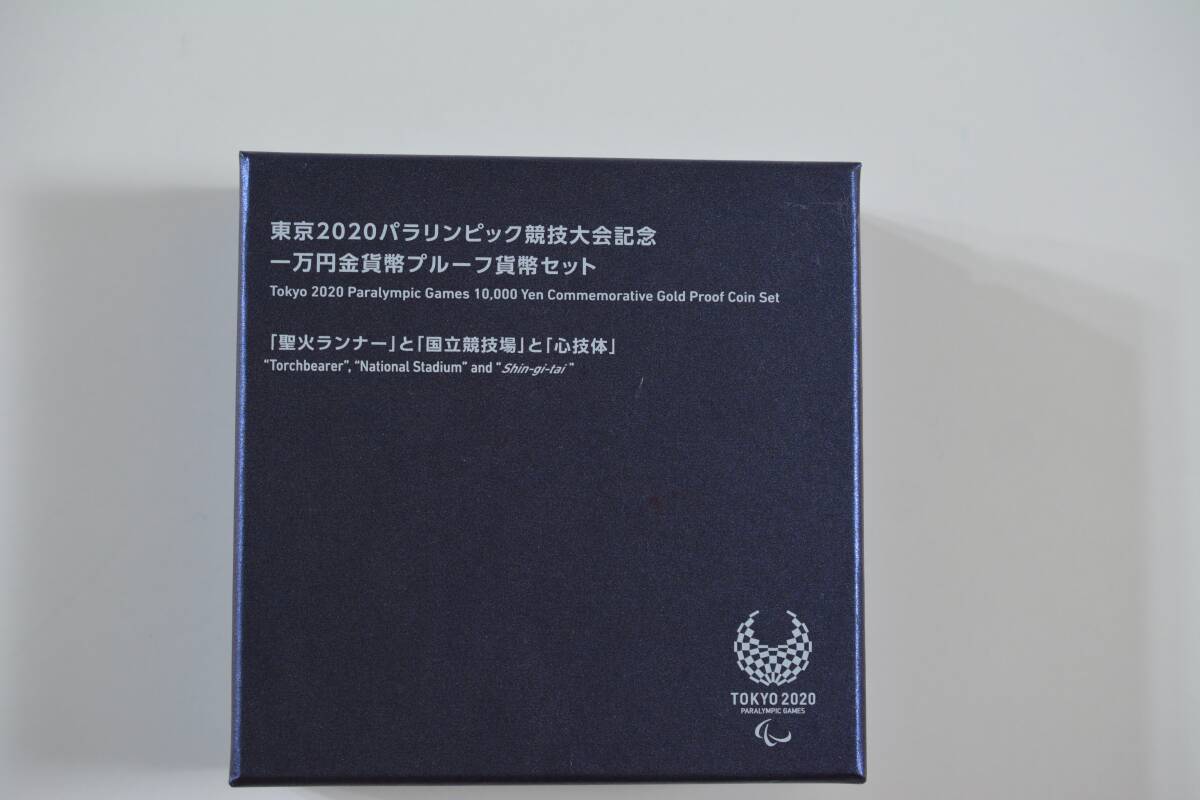 東京2020パラリンピック競技大会記念
一万円金貨幣プルーフ貨幣セット
Tokyo 2020 Paralympic Games 10,000 Yen Commemorative Gold Proof Coin Set
「聖火ランナー」と「国立競技場」と「心技体」
"Torchbearer", "National Stadium" and "Shin-gi-tai"
TOKYO 2020
PARALYMPIC GAMES